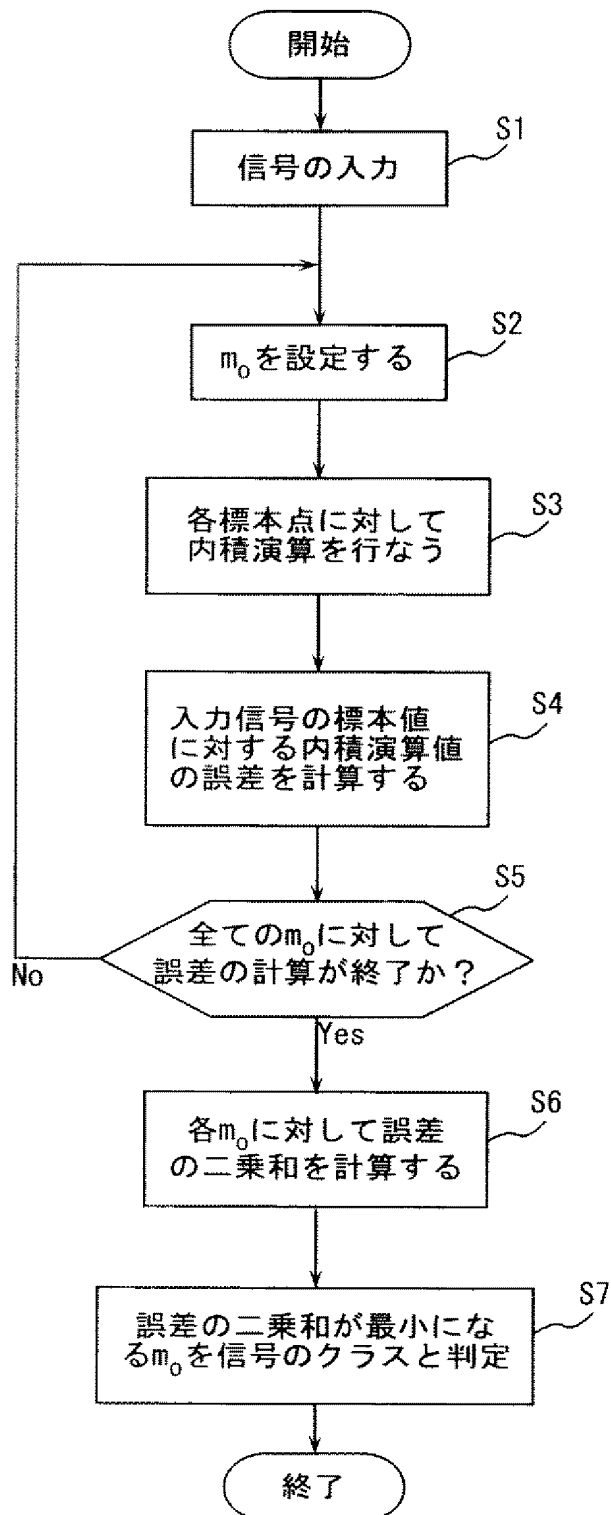 開始
S1
信号の入力
S2
m₀を設定する
S3
各標本点に対して
内積演算を行なう
S4
入力信号の標本値
に対する内積演算値
の誤差を計算する
S5
全てのm₀に対して
誤差の計算が終了か?
No
Yes
S6
各m₀に対して誤差
の二乗和を計算する
S7
誤差の二乗和が最小にな
るm₀を信号のクラスと判定
終了